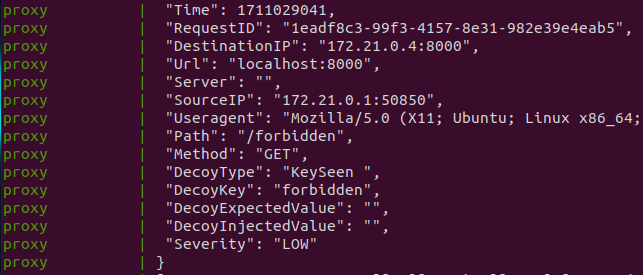 proxy | "Time": 1711029041,
proxy | "RequestID": "1eadf8c3-99f3-4157-8e31-982e39e4eab5",
proxy | "DestinationIP": "172.21.0.4:8000",
proxy | "Url": "localhost:8000",
proxy | "Server": "",
proxy | "SourceIP": "172.21.0.1:50850",
proxy | "Useragent": "Mozilla/5.0 (X11; Ubuntu; Linux x86_64;
proxy | "Path": "/forbidden",
proxy | "Method": "GET",
proxy | "DecoyType": "KeySeen ",
proxy | "DecoyKey": "forbidden",
proxy | "DecoyExpectedValue": "",
proxy | "DecoyInjectedValue": "",
proxy | "Severity": "LOW"
proxy | }